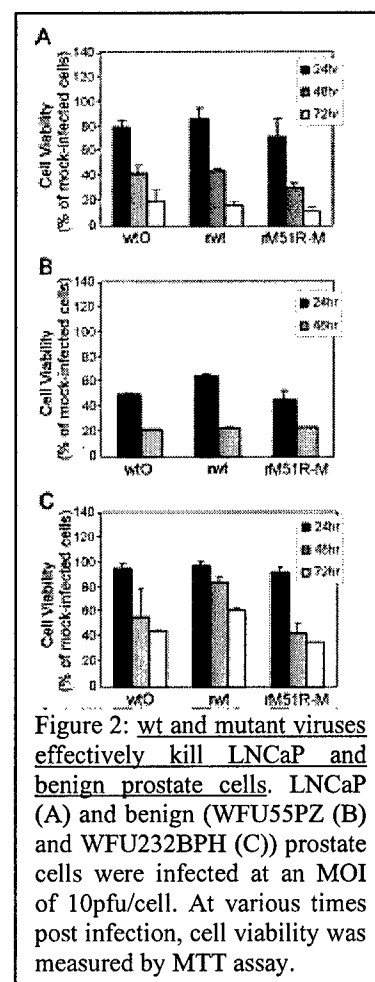 A
Cell Viability
(% of mock-infected cells)
140
120
100
80
60
40
20
0
24hr
48hr
72hr
wtO
rwt
rM51R-M
B
Cell Viability
(% of mock-infected cells)
140
120
100
80
60
40
20
0
24hr
48hr
wtO
rwt
rM51R-M
C
Cell Viability
(% of mock-infected cells)
140
120
100
80
60
40
20
0
24hr
48hr
72hr
wtO
rwt
rM51R-M
Figure 2: wt and mutant viruses
effectively kill LNCaP and
benign prostate cells. LNCaP
(A) and benign (WFU55PZ (B)
and WFU232BPH (C)) prostate
cells were infected at an MOI
of 10pfu/cell. At various times
post infection, cell viability was
measured by MTT assay.